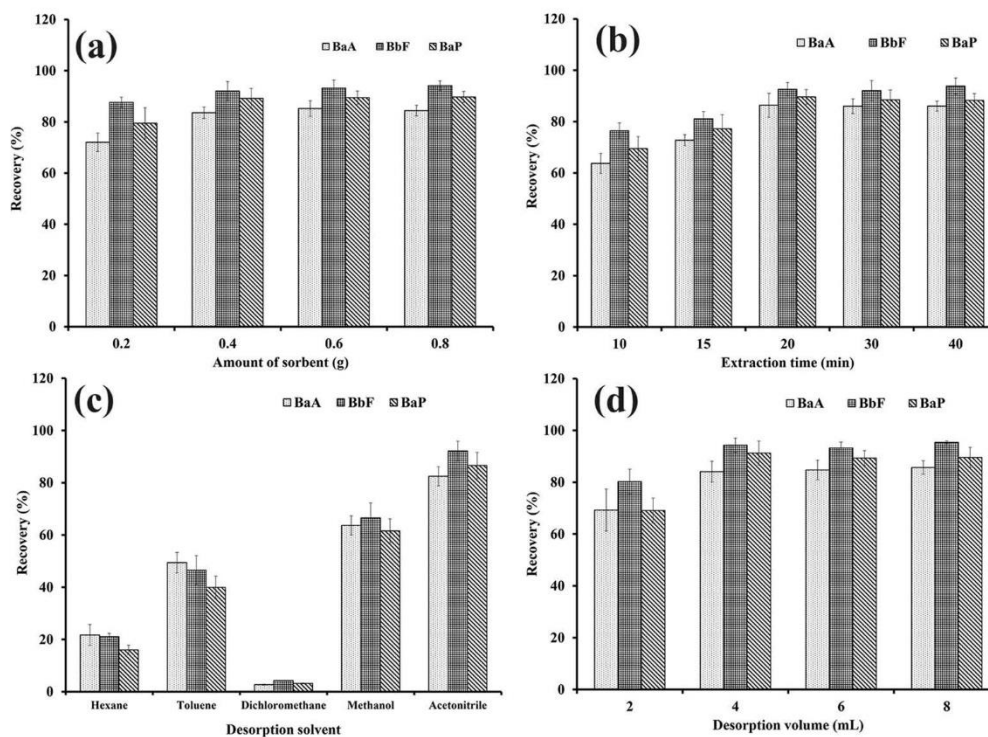 (a)
BaA BbF BaP
Recovery (%)
120
100
80
60
40
20
0
0.2 0.4 0.6 0.8
Amount of sorbent (g)
(b)
BaA BbF BaP
Recovery (%)
120
100
80
60
40
20
0
10 15 20 30 40
Extraction time (min)
(c)
BaA BbF BaP
Recovery (%)
120
100
80
60
40
20
0
Hexane Toluene Dichloromethane Methanol Acetonitrile
Desorption solvent
(d)
BaA BbF BaP
Recovery (%)
120
100
80
60
40
20
0
2 4 6 8
Desorption volume (mL)